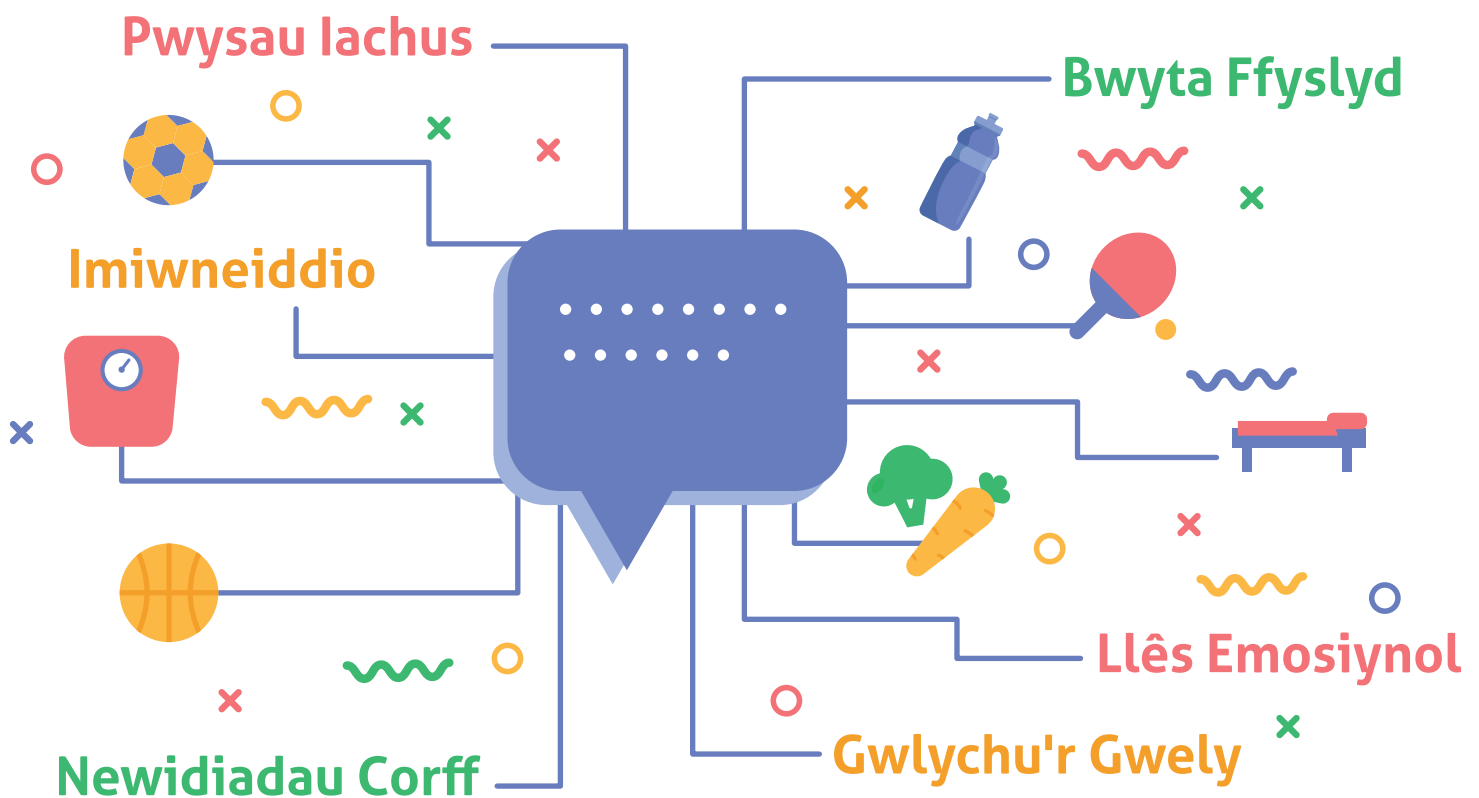 Pwysau Iachus
Bwyta Ffyslyd
Imiwneiddio
Llês Emosiynol
Gwlychu'r Gwely
Newidiadau Corff